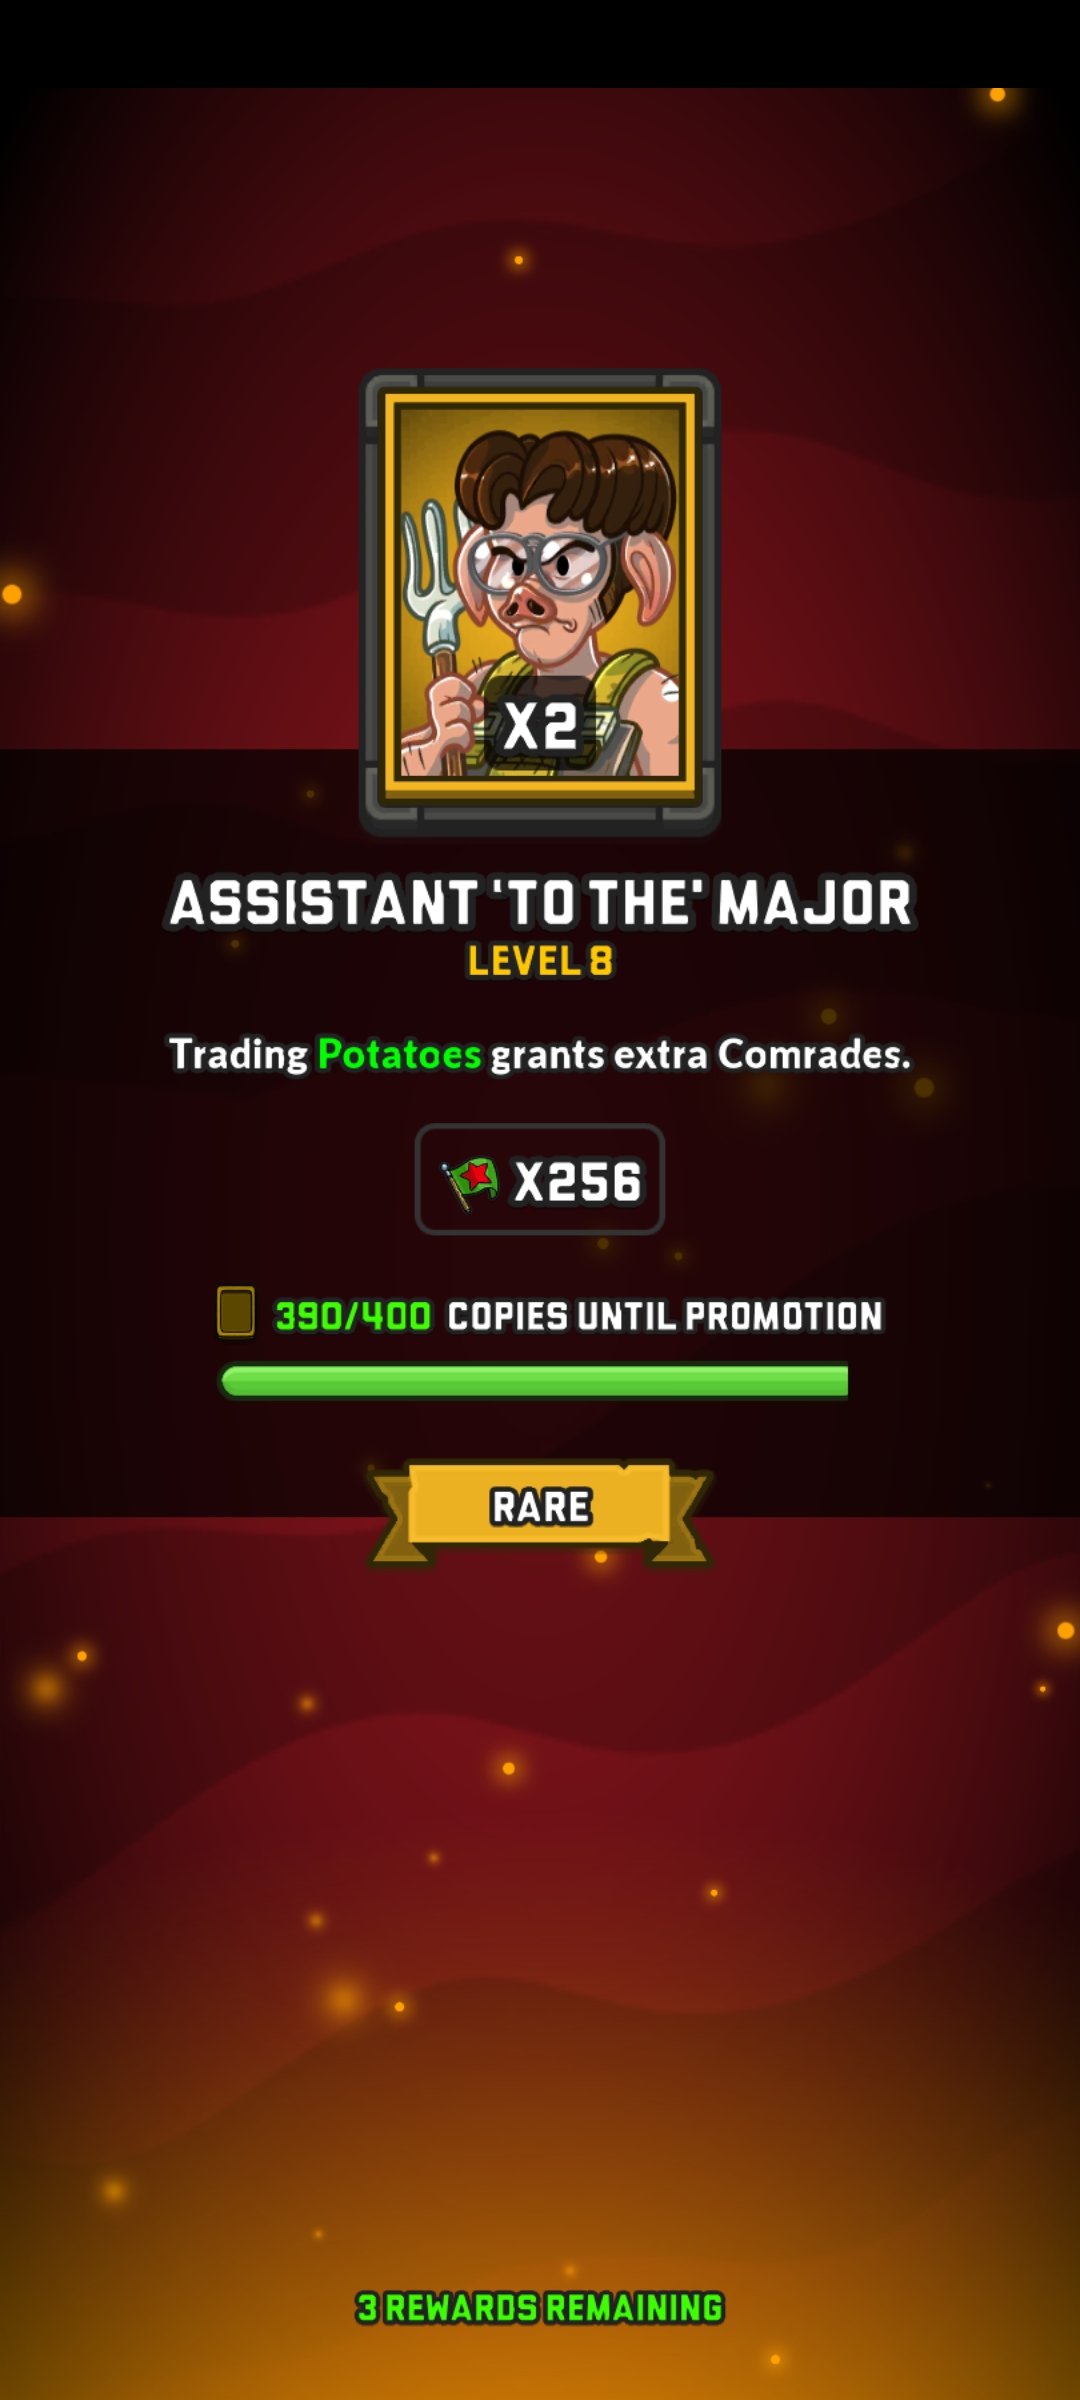 X2
ASSISTANT 'TO THE' MAJOR
LEVEL 8
Trading Potatoes grants extra Comrades.
X256
390/400 COPIES UNTIL PROMOTION
RARE
3 REWARDS REMAINING